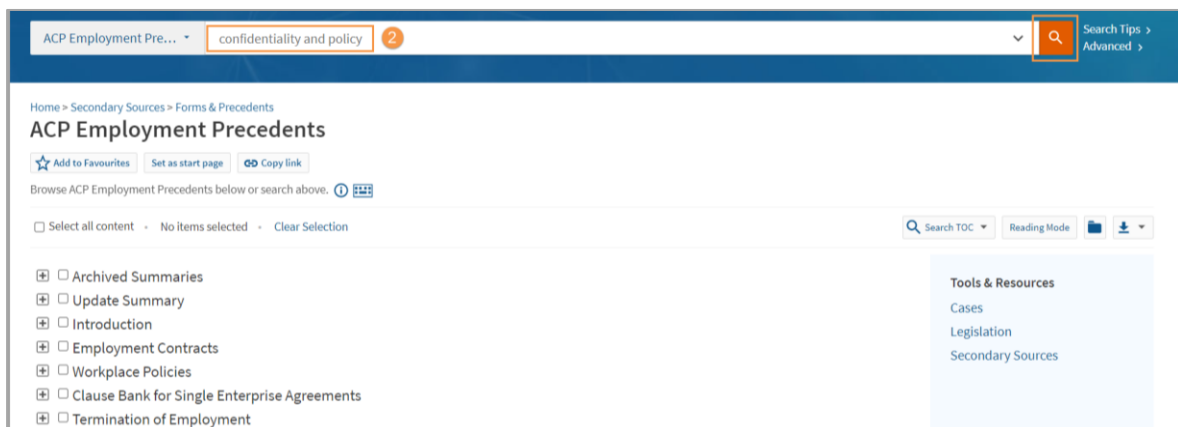 ACP Employment Pre... confidentiality and policy 2 Search Tips >
Advanced >
Home > Secondary Sources > Forms & Precedents
ACP Employment Precedents
Add to Favourites Set as start page Copy link
Browse ACP Employment Precedents below or search above.
Select all content • No items selected • Clear Selection Search TOC Reading Mode
Archived Summaries
Update Summary
Introduction
Employment Contracts
Workplace Policies
Clause Bank for Single Enterprise Agreements
Termination of Employment
Tools & Resources
Cases
Legislation
Secondary Sources